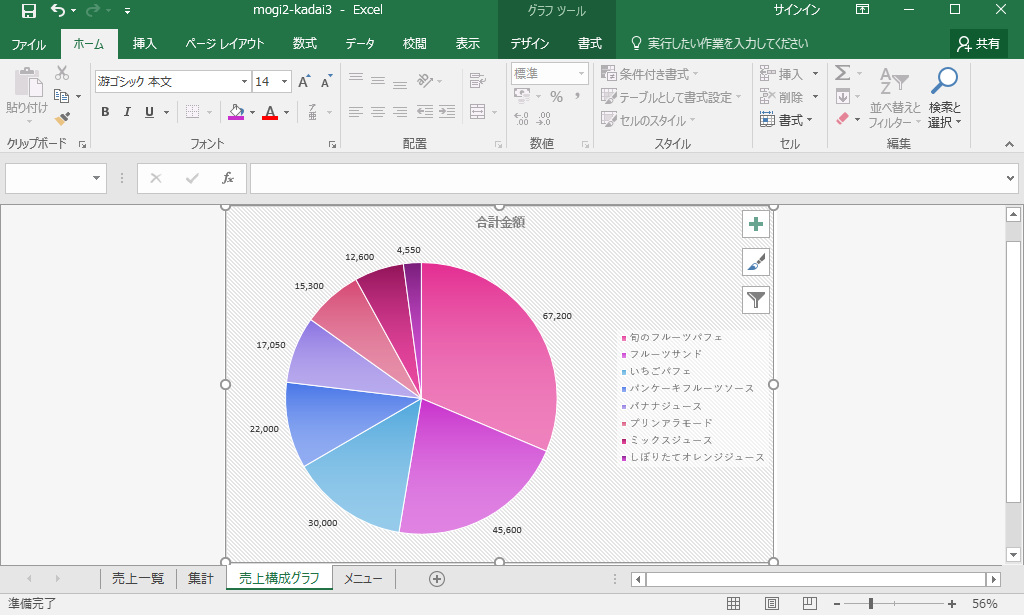 mogi2-kadai3 - Excel
グラフ ツール
サインイン
ファイル
ホーム
挿入
ページ レイアウト
数式
データ
校閲
表示
デザイン
書式
実行したい作業を入力してください
共有
貼り付け
クリップボード
游ゴシック 本文
14
A A
B I U
A
フォント
配置
標準
%
数値
条件付き書式
テーブルとして書式設定
セルのスタイル
スタイル
挿入
削除
書式
セル
Σ
並べ替えと
フィルター
検索と
選択
編集
fx
合計金額
4,550
12,600
15,300
17,050
22,000
30,000
45,600
67,200
旬のフルーツパフェ
フルーツサンド
いちごパフェ
パンケーキフルーツソース
バナナジュース
プリンアラモード
ミックスジュース
しぼりたてオレンジジュース
売上一覧
集計
売上構成グラフ
メニュー
準備完了
56%